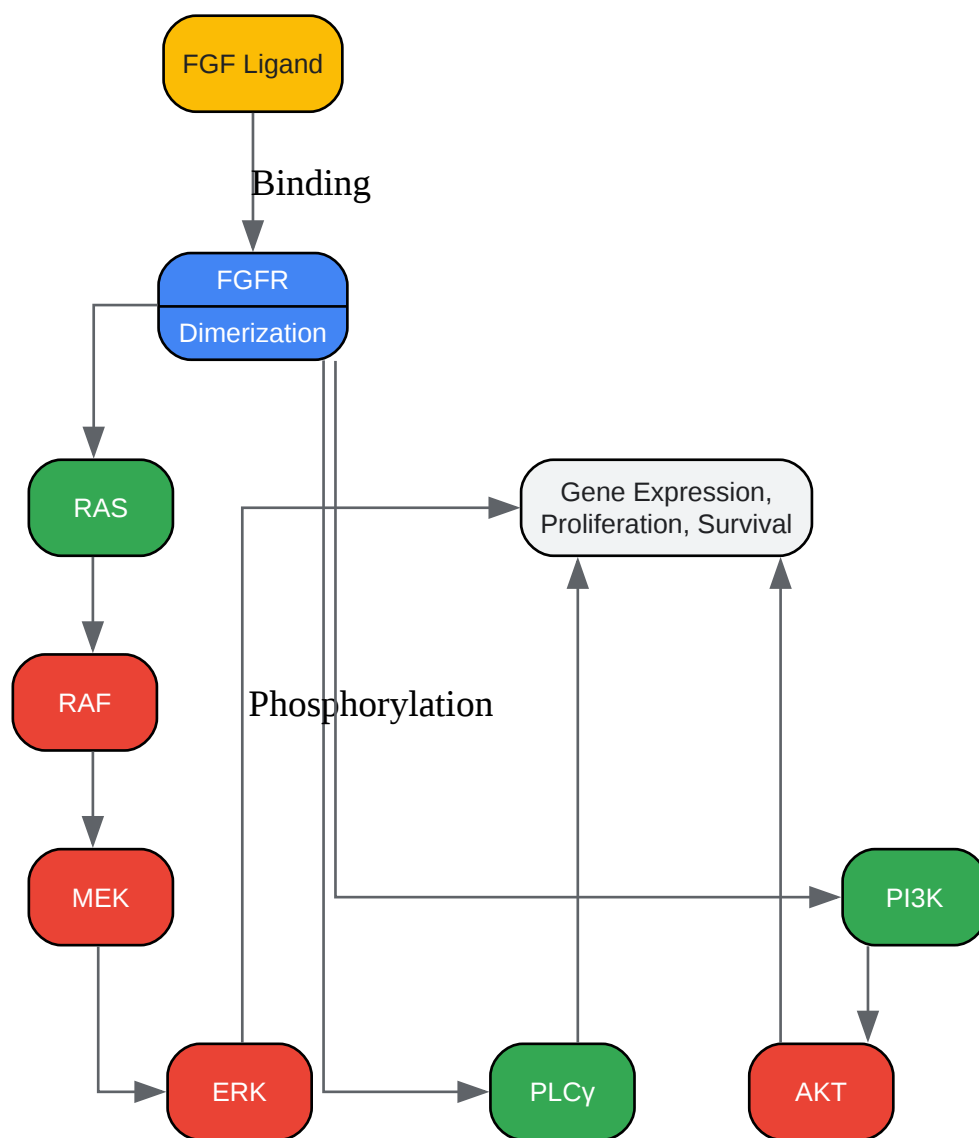 FGF Ligand
Binding
FGFR
Dimerization
RAS
Gene Expression,
Proliferation, Survival
RAF
Phosphorylation
MEK
PI3K
ERK
PLCγ
AKT